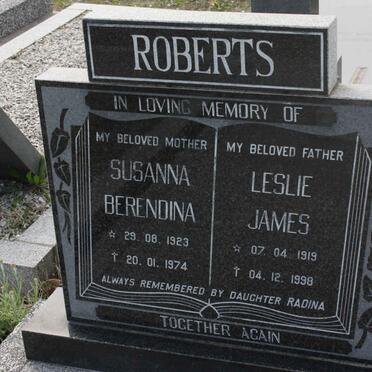 ROBERTS
IN LOVING MEMORY OF
MY BELOVED MOTHER
SUSANNA
BERENDINA
☆ 29. 08. 1923
† 20. 01. 1974
MY BELOVED FATHER
LESLIE
JAMES
☆ 07. 04. 1919
† 04. 12. 1998
ALWAYS REMEMBERED BY DAUGHTER RADINA
TOGETHER AGAIN